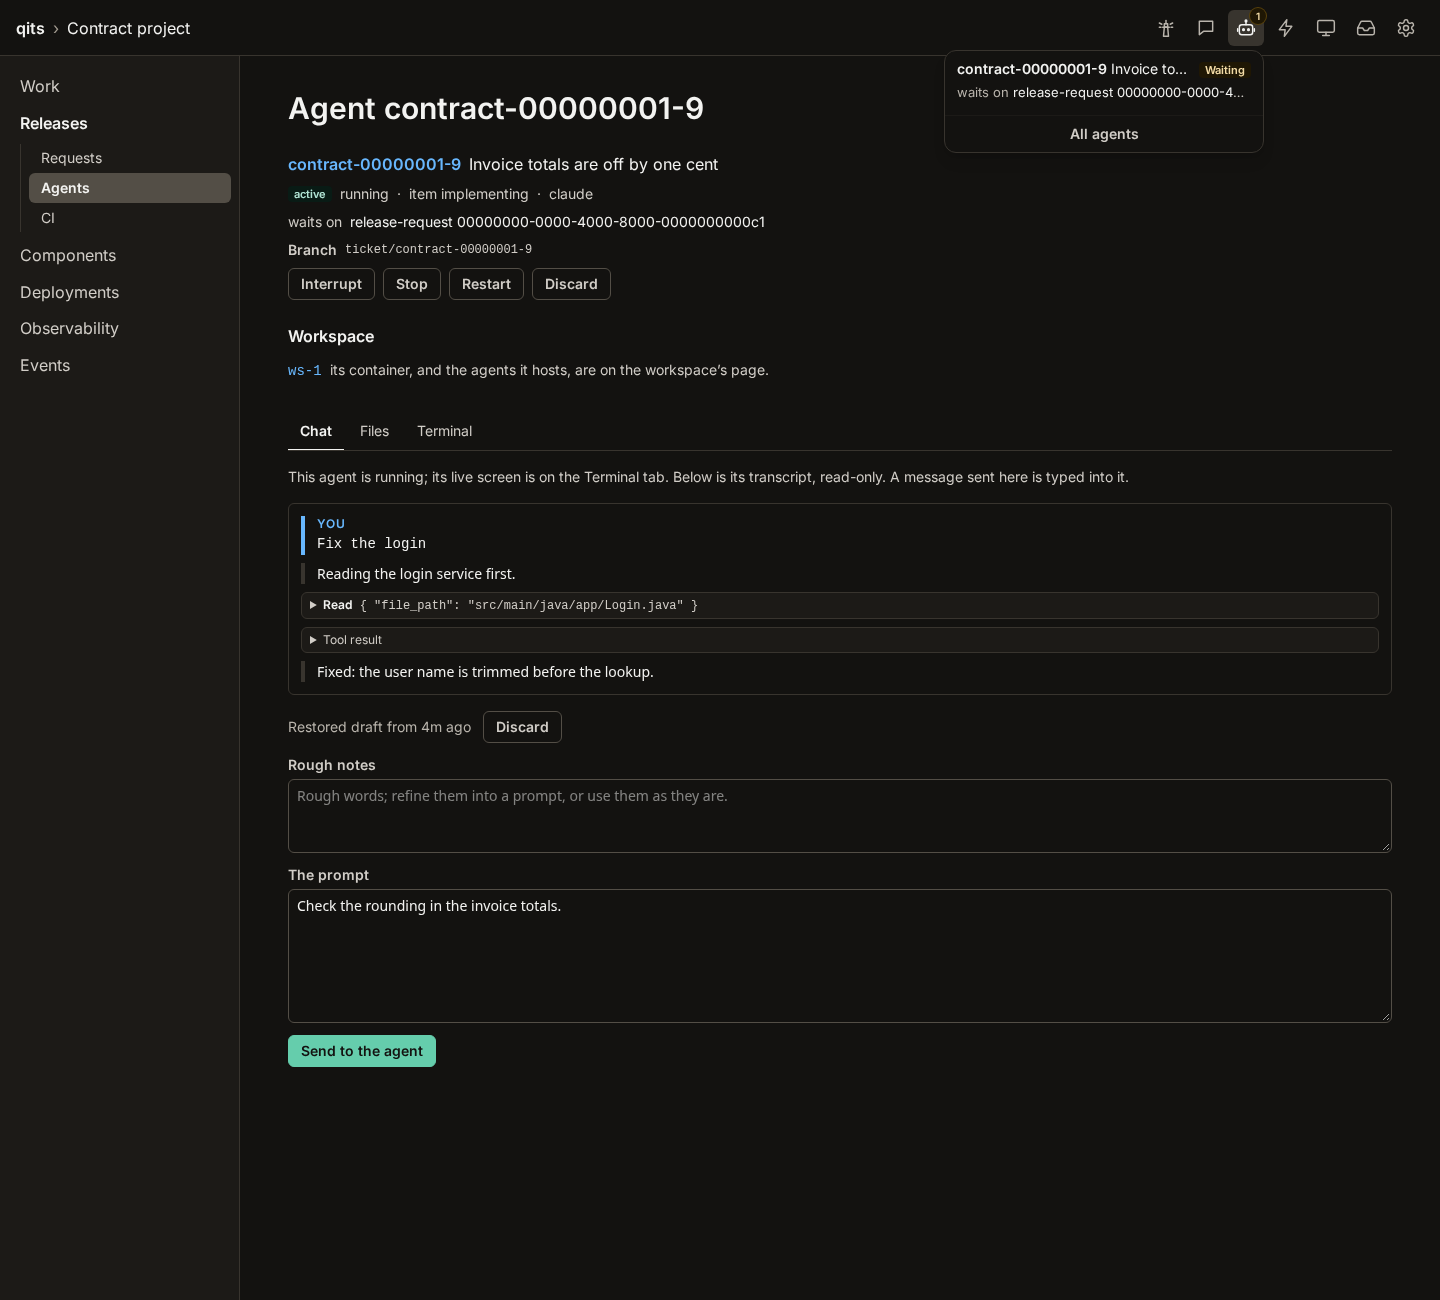 qits › Contract project
1
contract-00000001-9 Invoice to... Waiting
waits on release-request 00000000-0000-4...
All agents
Work
Releases
Requests
Agents
CI
Components
Deployments
Observability
Events
Agent contract-00000001-9
contract-00000001-9 Invoice totals are off by one cent
active running · item implementing · claude
waits on release-request 00000000-0000-4000-8000-0000000000c1
Branch ticket/contract-00000001-9
Interrupt Stop Restart Discard
Workspace
ws-1 its container, and the agents it hosts, are on the workspace’s page.
Chat Files Terminal
This agent is running; its live screen is on the Terminal tab. Below is its transcript, read-only. A message sent here is typed into it.
YOU
Fix the login
Reading the login service first.
Read { "file_path": "src/main/java/app/Login.java" }
Tool result
Fixed: the user name is trimmed before the lookup.
Restored draft from 4m ago Discard
Rough notes
Rough words; refine them into a prompt, or use them as they are.
The prompt
Check the rounding in the invoice totals.
Send to the agent